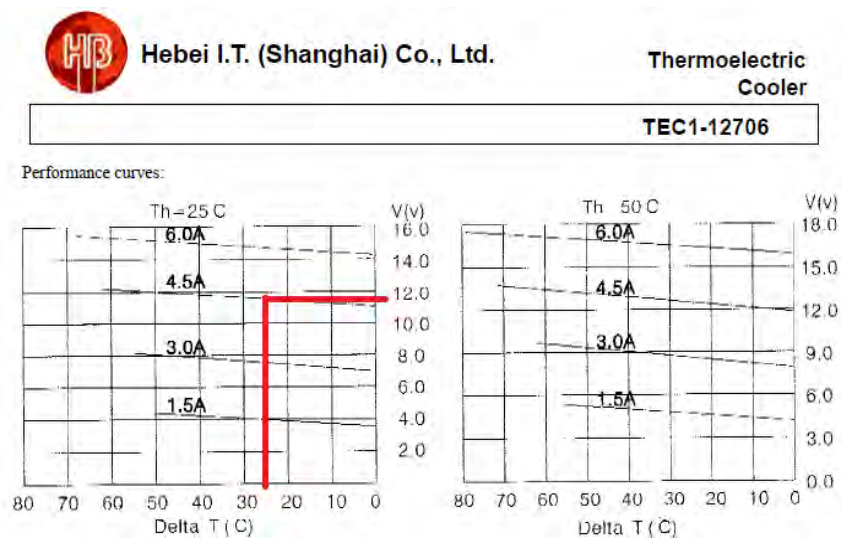 HB
Hebei I.T. (Shanghai) Co., Ltd.
Thermoelectric
Cooler
TEC1-12706
Performance curves:
Th=25 C
V(v)
6.0A
16.0
14.0
4.5A
12.0
10.0
3.0A
8.0
6.0
1.5A
4.0
2.0
80 70 60 50 40 30 20 10 0
Delta T (C)
Th 50 C
V(v)
6.0A
18.0
15.0
4.5A
12.0
3.0A
9.0
1.5A
6.0
3.0
0.0
80 70 60 50 40 30 20 10 0
Delta T (C)